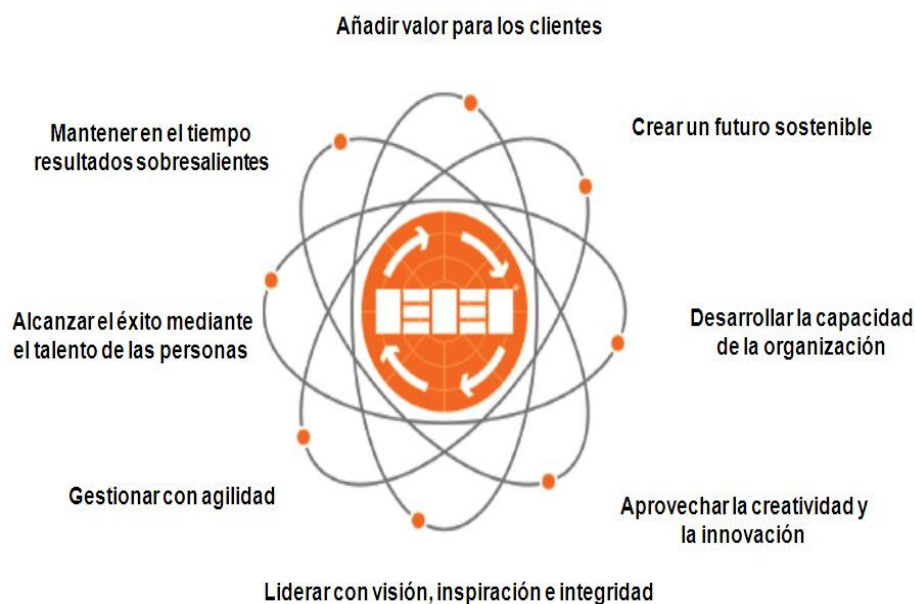 Añadir valor para los clientes
Crear un futuro sostenible
Desarrollar la capacidad
de la organización
Aprovechar la creatividad y
la innovación
Liderar con visión, inspiración e integridad
Gestionar con agilidad
Alcanzar el éxito mediante
el talento de las personas
Mantener en el tiempo
resultados sobresalientes